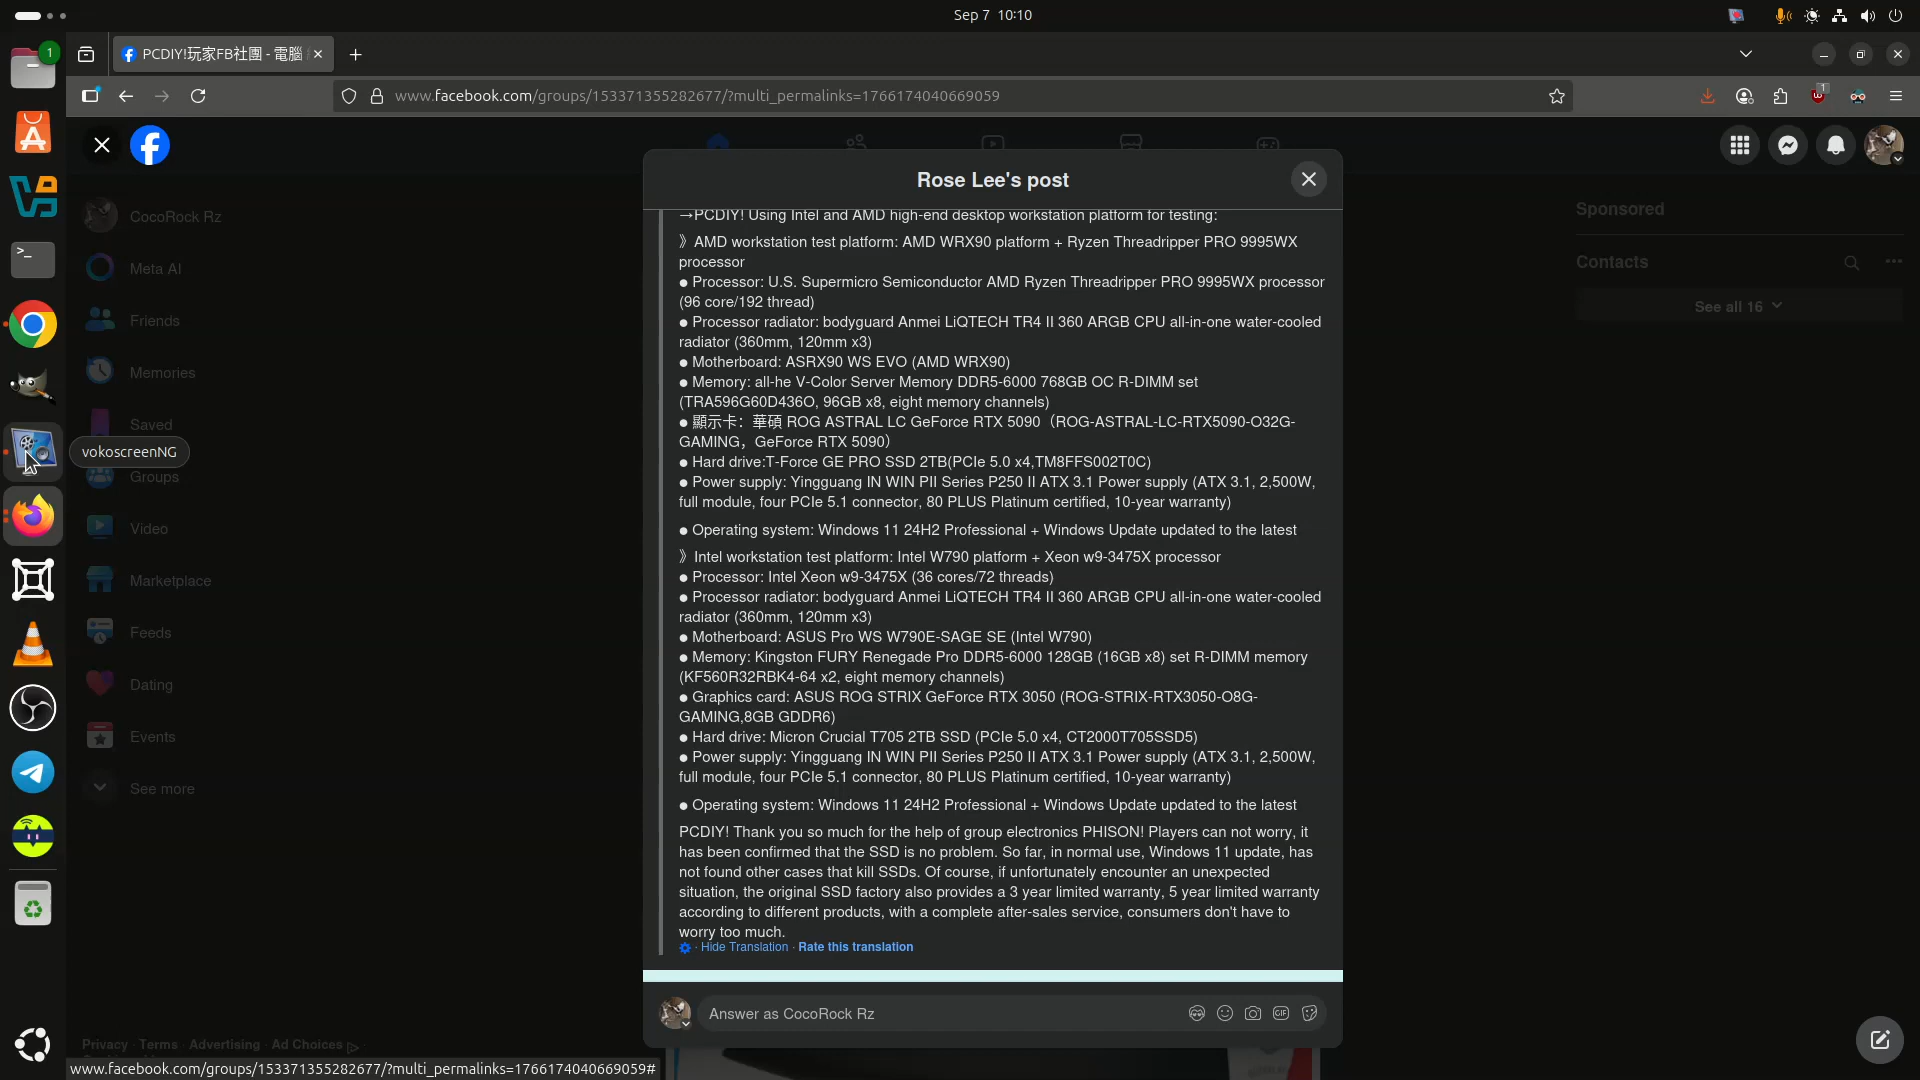 Sep 7  10:10
1
PCDIY!玩家FB社團 - 電腦
www.facebook.com/groups/153371355282677/?multi_permalinks=1766174040669059
1
Rose Lee's post
CocoRock Rz
Meta AI
Friends
Memories
Saved
vokoscreenNG
Groups
Video
Marketplace
Feeds
Dating
Events
See more
→PCDIY! Using Intel and AMD high-end desktop workstation platform for testing:
》AMD workstation test platform: AMD WRX90 platform + Ryzen Threadripper PRO 9995WX
processor
● Processor: U.S. Supermicro Semiconductor AMD Ryzen Threadripper PRO 9995WX processor
(96 core/192 thread)
● Processor radiator: bodyguard Anmei LiQTECH TR4 II 360 ARGB CPU all-in-one water-cooled
radiator (360mm, 120mm x3)
● Motherboard: ASRX90 WS EVO (AMD WRX90)
● Memory: all-he V-Color Server Memory DDR5-6000 768GB OC R-DIMM set
(TRA596G60D436O, 96GB x8, eight memory channels)
● 顯示卡：華碩 ROG ASTRAL LC GeForce RTX 5090（ROG-ASTRAL-LC-RTX5090-O32G-
GAMING，GeForce RTX 5090）
● Hard drive:T-Force GE PRO SSD 2TB(PCIe 5.0 x4,TM8FFS002T0C)
● Power supply: Yingguang IN WIN PII Series P250 II ATX 3.1 Power supply (ATX 3.1, 2,500W,
full module, four PCIe 5.1 connector, 80 PLUS Platinum certified, 10-year warranty)
● Operating system: Windows 11 24H2 Professional + Windows Update updated to the latest
》Intel workstation test platform: Intel W790 platform + Xeon w9-3475X processor
● Processor: Intel Xeon w9-3475X (36 cores/72 threads)
● Processor radiator: bodyguard Anmei LiQTECH TR4 II 360 ARGB CPU all-in-one water-cooled
radiator (360mm, 120mm x3)
● Motherboard: ASUS Pro WS W790E-SAGE SE (Intel W790)
● Memory: Kingston FURY Renegade Pro DDR5-6000 128GB (16GB x8) set R-DIMM memory
(KF560R32RBK4-64 x2, eight memory channels)
● Graphics card: ASUS ROG STRIX GeForce RTX 3050 (ROG-STRIX-RTX3050-O8G-
GAMING,8GB GDDR6)
● Hard drive: Micron Crucial T705 2TB SSD (PCIe 5.0 x4, CT2000T705SSD5)
● Power supply: Yingguang IN WIN PII Series P250 II ATX 3.1 Power supply (ATX 3.1, 2,500W,
full module, four PCIe 5.1 connector, 80 PLUS Platinum certified, 10-year warranty)
● Operating system: Windows 11 24H2 Professional + Windows Update updated to the latest
PCDIY! Thank you so much for the help of group electronics PHISON! Players can not worry, it
has been confirmed that the SSD is no problem. So far, in normal use, Windows 11 update, has
not found other cases that kill SSDs. Of course, if unfortunately encounter an unexpected
situation, the original SSD factory also provides a 3 year limited warranty, 5 year limited warranty
according to different products, with a complete after-sales service, consumers don't have to
worry too much.
· Hide Translation · Rate this translation
Answer as CocoRock Rz
GIF
Sponsored
Contacts
See all 16
Privacy · Terms · Advertising · Ad Choices ·
www.facebook.com/groups/153371355282677/?multi_permalinks=1766174040669059#